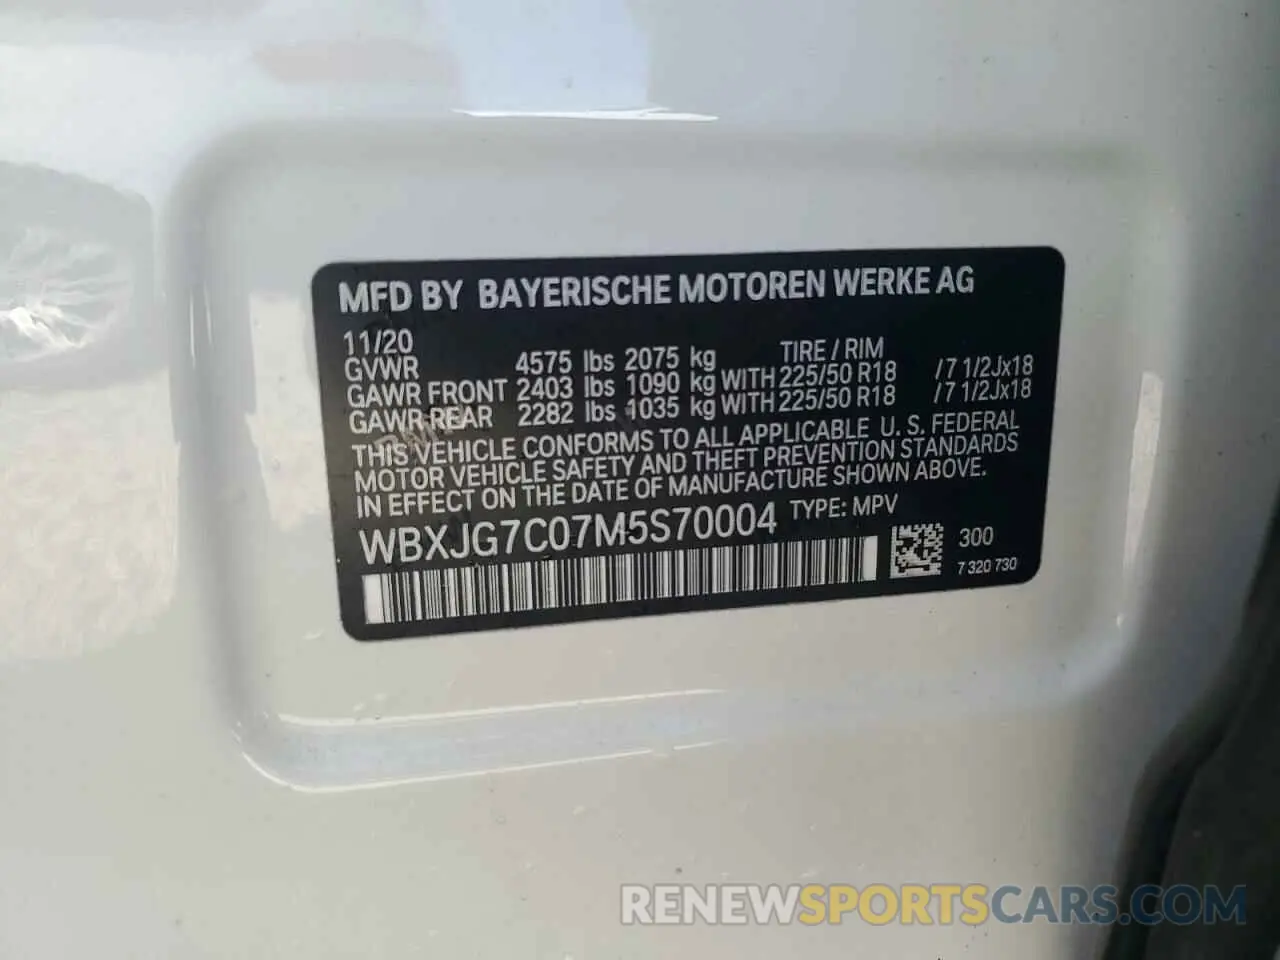 MFD BY BAYERISCHE MOTOREN WERKE AG
11/20 TIRE / RIM
GVWR 4575 lbs 2075 kg
GAWR FRONT 2403 lbs 1090 kg WITH 225/50 R18 /7 1/2Jx18
GAWR REAR 2282 lbs 1035 kg WITH 225/50 R18 /7 1/2Jx18
THIS VEHICLE CONFORMS TO ALL APPLICABLE U. S. FEDERAL
MOTOR VEHICLE SAFETY AND THEFT PREVENTION STANDARDS
IN EFFECT ON THE DATE OF MANUFACTURE SHOWN ABOVE.
WBXJG7C07M5S70004 TYPE: MPV
300
7 320 730
RENEWSPORTSCARS.COM